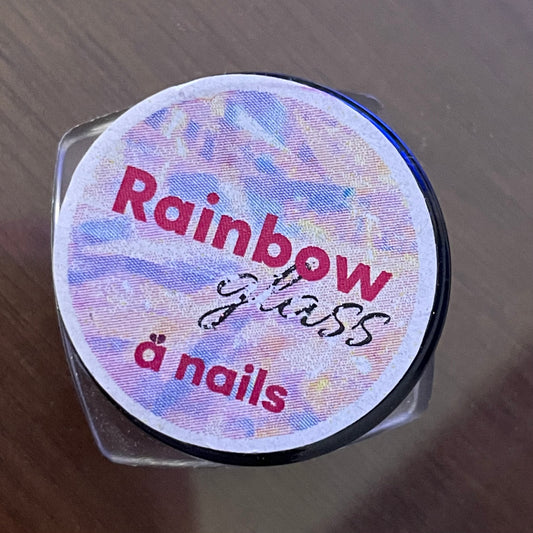 Rainbow
glass
ä nails